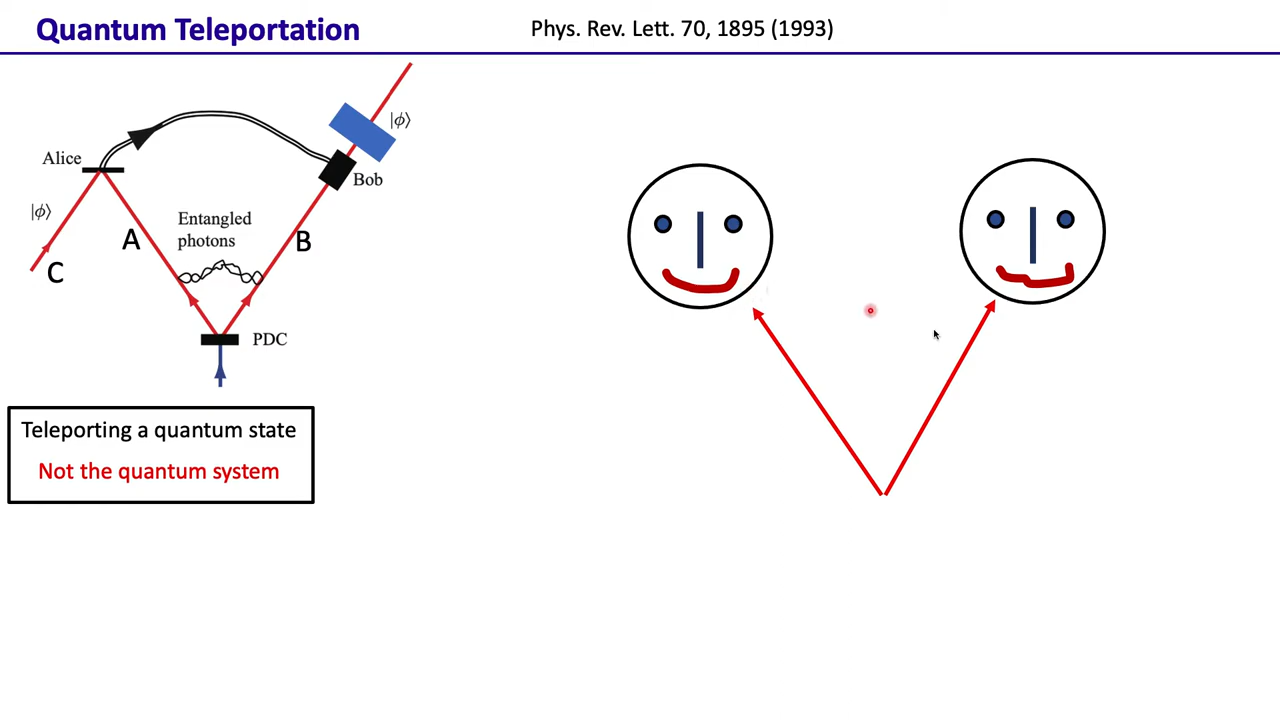 Quantum Teleportation
Phys. Rev. Lett. 70, 1895 (1993)
|ϕ⟩
Alice
Bob
|ϕ⟩
Entangled
photons
A
B
C
PDC
Teleporting a quantum state
Not the quantum system